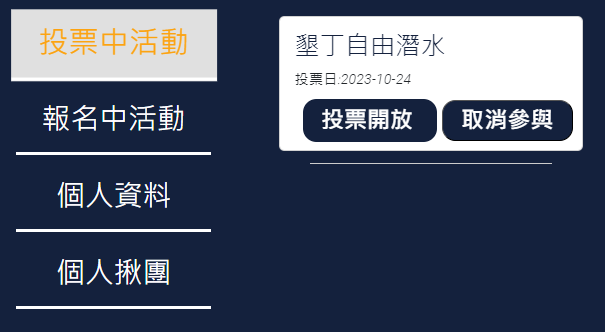 投票中活動
報名中活動
個人資料
個人揪團
墾丁自由潛水
投票日:2023-10-24
投票開放 取消參與